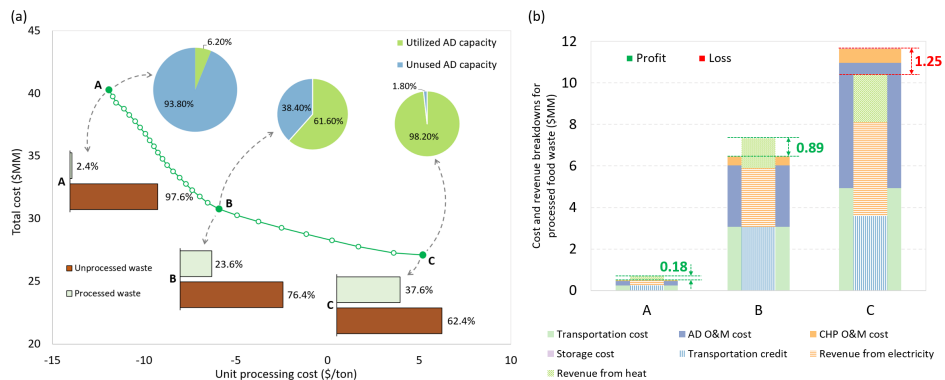 (a)
45
40
35
30
25
20
Total cost ($MM)
-15
-10
-5
0
5
10
Unit processing cost ($/ton)
Utilized AD capacity
Unused AD capacity
6.20%
93.80%
38.40%
61.60%
1.80%
98.20%
A
B
C
A
2.4%
97.6%
B
23.6%
76.4%
C
37.6%
62.4%
Unprocessed waste
Processed waste
(b)
Cost and revenue breakdowns for
processed food waste ($MM)
12
10
8
6
4
2
0
Profit
Loss
0.18
0.89
1.25
A
B
C
Transportation cost
AD O&M cost
CHP O&M cost
Storage cost
Transportation credit
Revenue from electricity
Revenue from heat